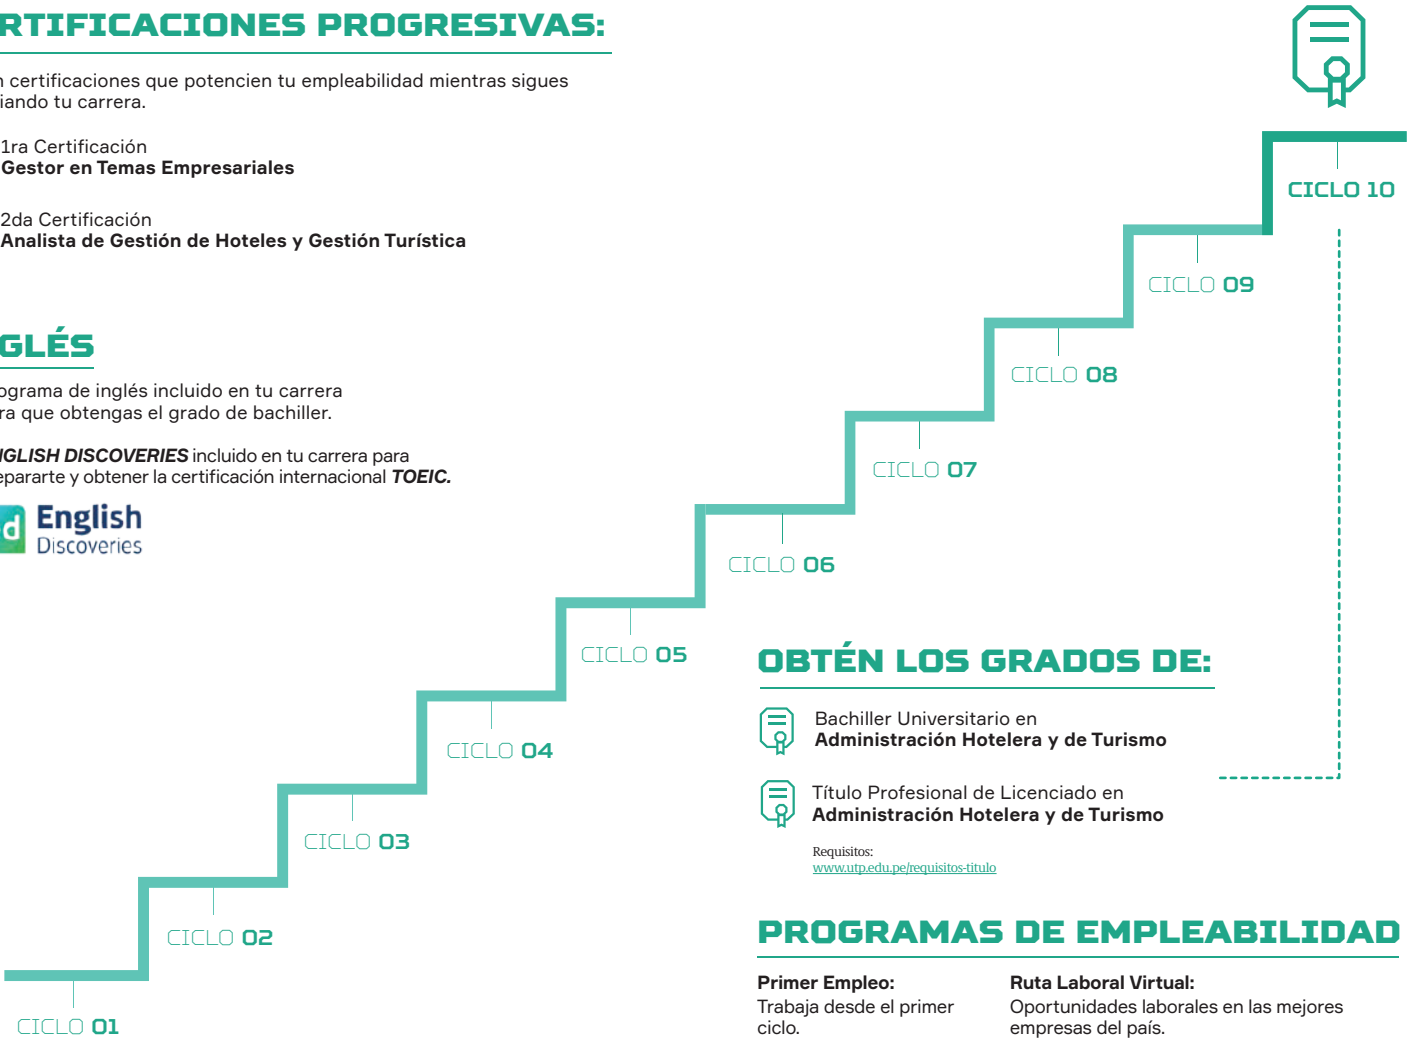 RTIFICACIONES PROGRESIVAS:
n certificaciones que potencien tu empleabilidad mientras sigues
iando tu carrera.
1ra Certificación
Gestor en Temas Empresariales
2da Certificación
Analista de Gestión de Hoteles y Gestión Turística
GLÉS
ograma de inglés incluido en tu carrera
ra que obtengas el grado de bachiller.
NGLISH DISCOVERIES incluido en tu carrera para
epararte y obtener la certificación internacional TOEIC.
ed English
Discoveries
CICLO 10
CICLO 09
CICLO 08
CICLO 07
CICLO 06
CICLO 05
CICLO 04
CICLO 03
CICLO 02
CICLO 01
OBTÉN LOS GRADOS DE:
Bachiller Universitario en
Administración Hotelera y de Turismo
Título Profesional de Licenciado en
Administración Hotelera y de Turismo
Requisitos:
www.utp.edu.pe/requisitos-titulo
PROGRAMAS DE EMPLEABILIDAD
Primer Empleo:
Trabaja desde el primer
ciclo.
Ruta Laboral Virtual:
Oportunidades laborales en las mejores
empresas del país.